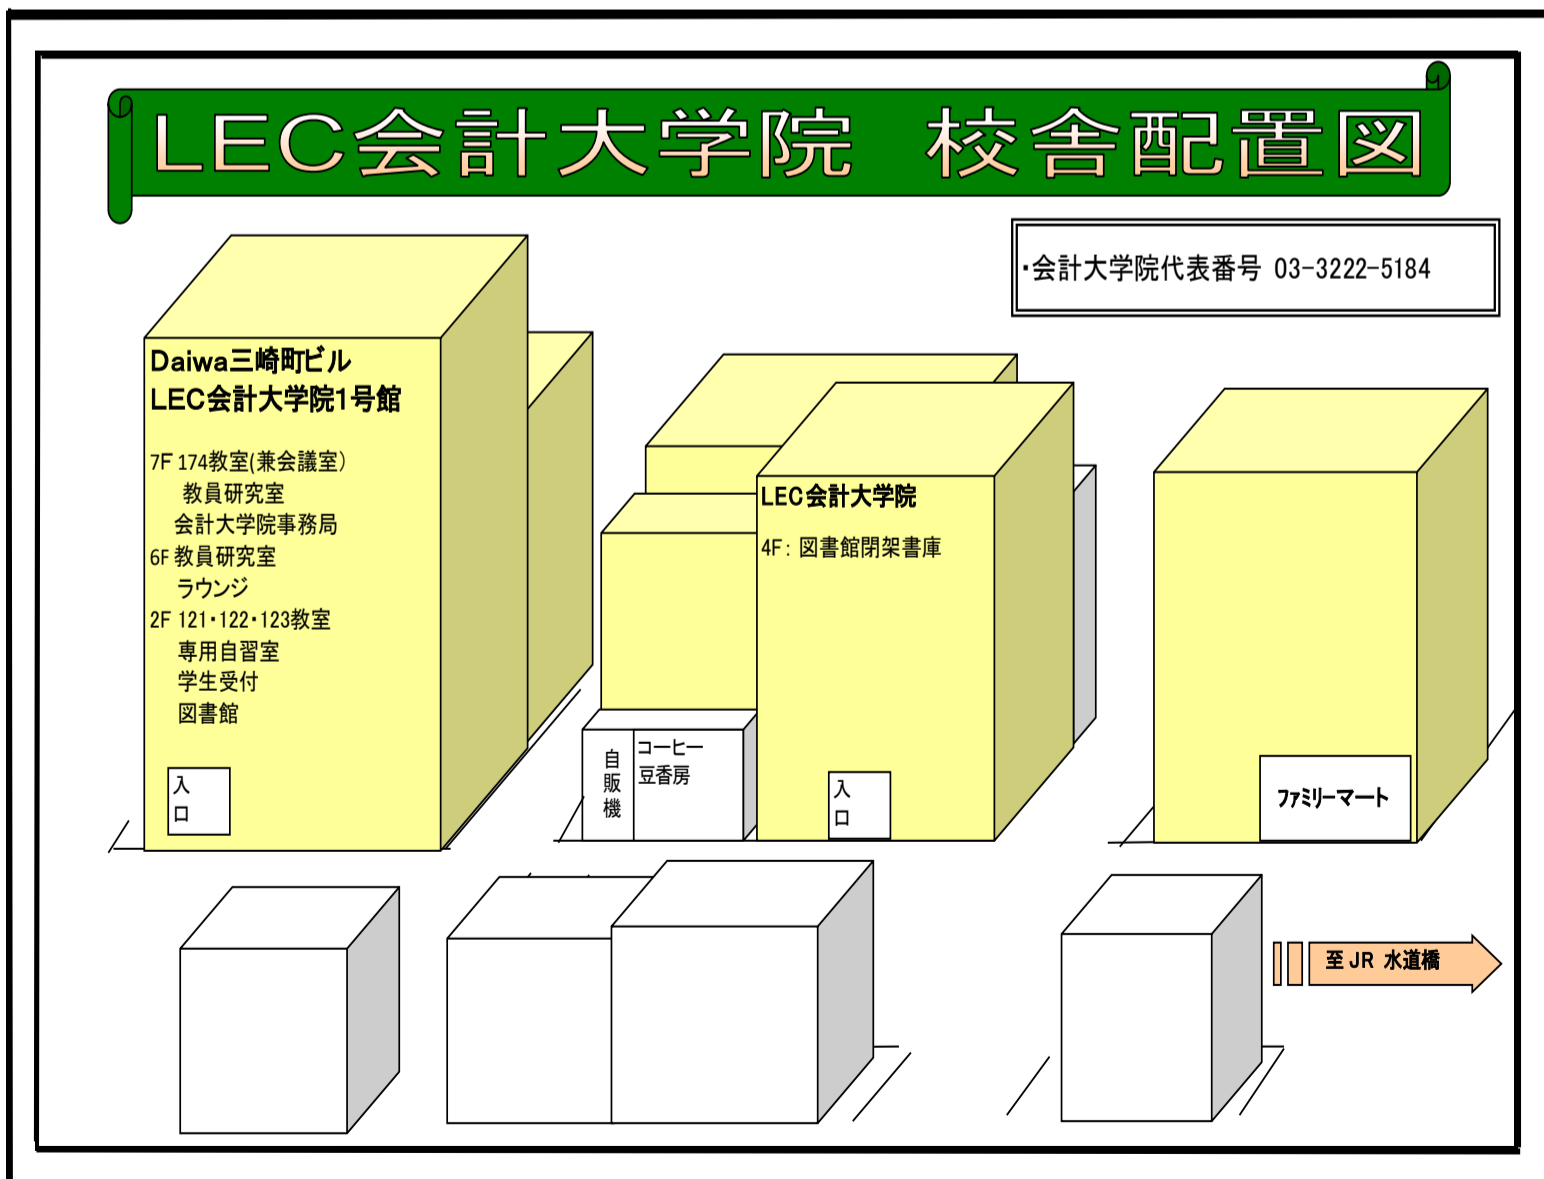 LEC会計大学院　校舎配置図
・会計大学院代表番号 03-3222-5184
Daiwa三崎町ビル
LEC会計大学院1号館
7F 174教室(兼会議室）
教員研究室
会計大学院事務局
6F 教員研究室
ラウンジ
2F 121・122・123教室
専用自習室
学生受付
図書館
入
口
LEC会計大学院
4F: 図書館閉架書庫
自
販
機
コーヒー
豆香房
入
口
ファミリーマート
至 JR 水道橋